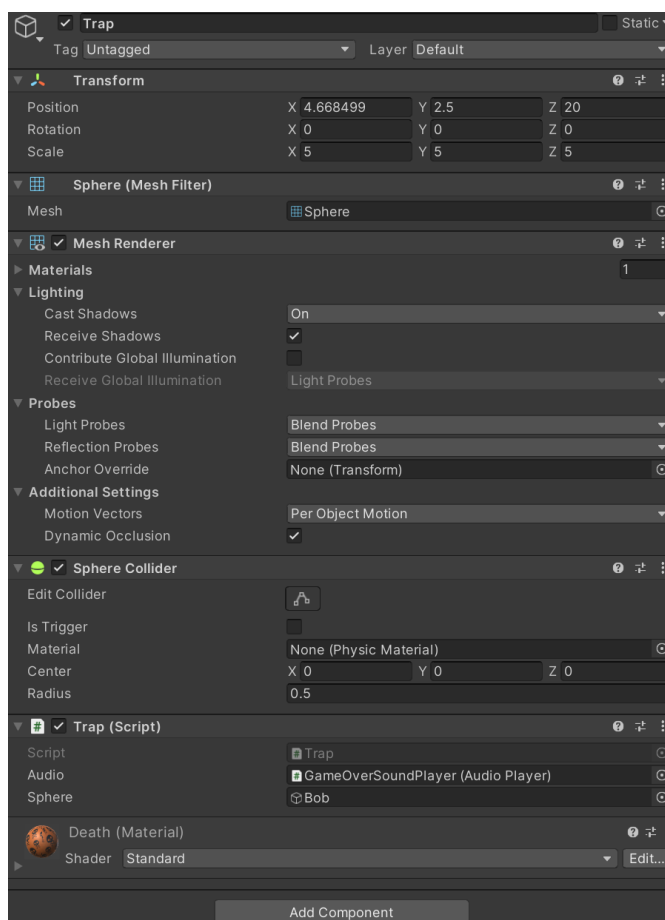 Trap Static
Tag Untagged Layer Default
Transform
Position X 4.668499 Y 2.5 Z 20
Rotation X 0 Y 0 Z 0
Scale X 5 Y 5 Z 5
Sphere (Mesh Filter)
Mesh Sphere
Mesh Renderer
Materials 1
Lighting
Cast Shadows On
Receive Shadows
Contribute Global Illumination
Receive Global Illumination Light Probes
Probes
Light Probes Blend Probes
Reflection Probes Blend Probes
Anchor Override None (Transform)
Additional Settings
Motion Vectors Per Object Motion
Dynamic Occlusion
Sphere Collider
Edit Collider
Is Trigger
Material None (Physic Material)
Center X 0 Y 0 Z 0
Radius 0.5
# Trap (Script)
Script Trap
Audio GameOverSoundPlayer (Audio Player)
Sphere Bob
Death (Material)
Shader Standard Edit...
Add Component